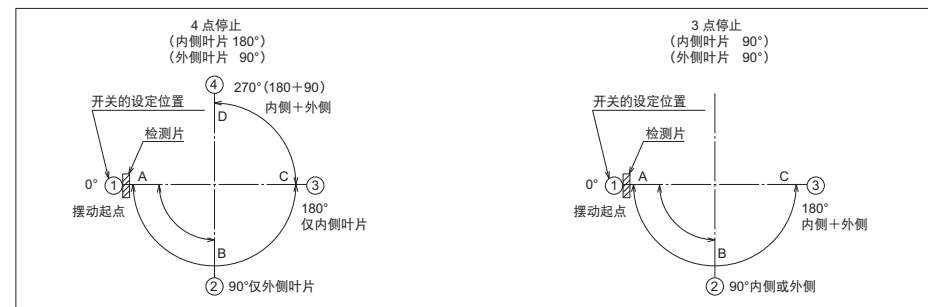 4 点停止
（内侧叶片 180°）
（外侧叶片 90°）
④ 270°（180＋90）
内侧＋外侧
开关的设定位置
D
检测片
0° ① A C ③
摆动起点
180°
仅内侧叶片
B
② 90°仅外侧叶片
3 点停止
（内侧叶片 90°）
（外侧叶片 90°）
开关的设定位置
检测片
0° ① A C ③
摆动起点
180°
内侧＋外侧
B
② 90°内侧或外侧